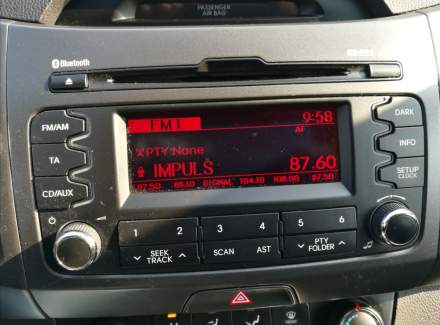 PASSENGER
AIR BAG
Bluetooth
FM/AM
TA
CD/AUX
FM1
9:58
AF
PTY:None
IMPULS 87.60
87.50 88.10 SIGNAL 104.10 108.00 87.50
DARK
INFO
SETUP
CLOCK
1 2
SEEK
TRACK
3 4
SCAN AST
5 6
PTY
FOLDER